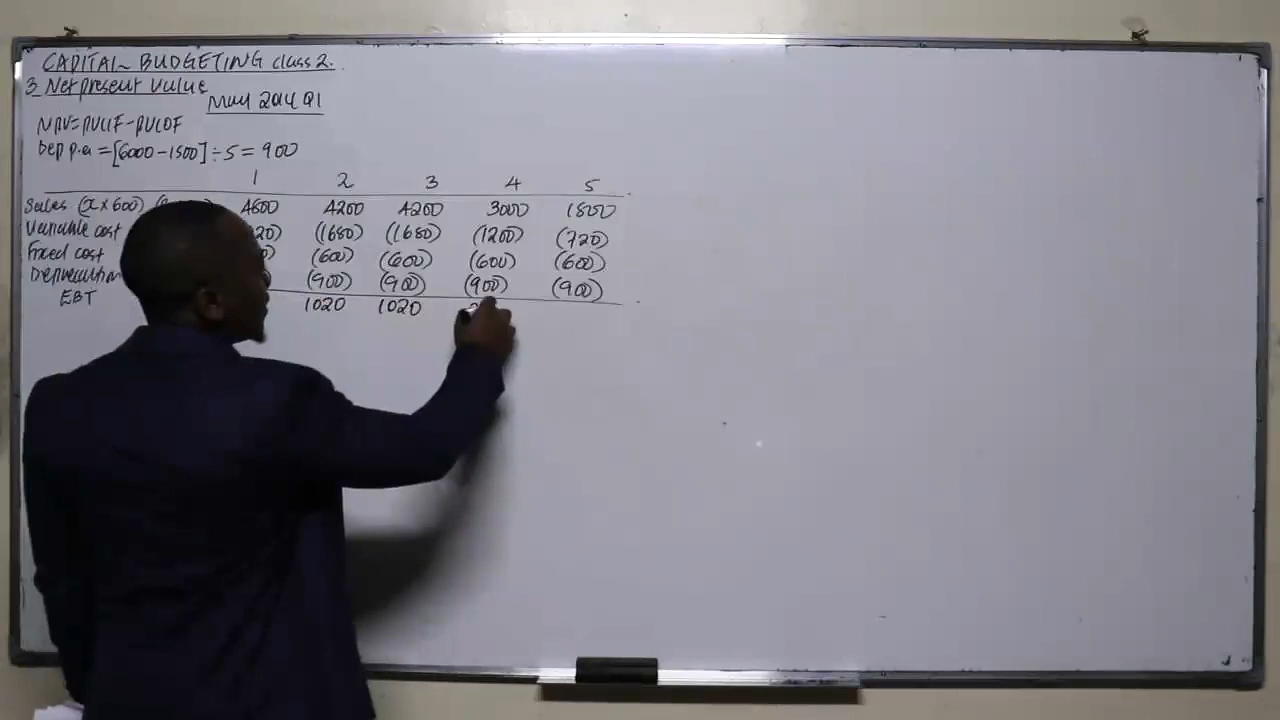 CAPITAL BUDGETING class 2.
3 Net present value
May 2014 Q1
NPV = PVCIF - PVCOF
Dep p.a = [6000 - 1500] ÷ 5 = 900
1 2 3 4 5
Sales (x x 600) 4200 4200 3000 1800
Variable cost 20) (1680) (1680) (1200) (720)
Fixed cost (600) (600) (600) (600)
Depreciation (900) (900) (900) (900)
EBT 1020 1020